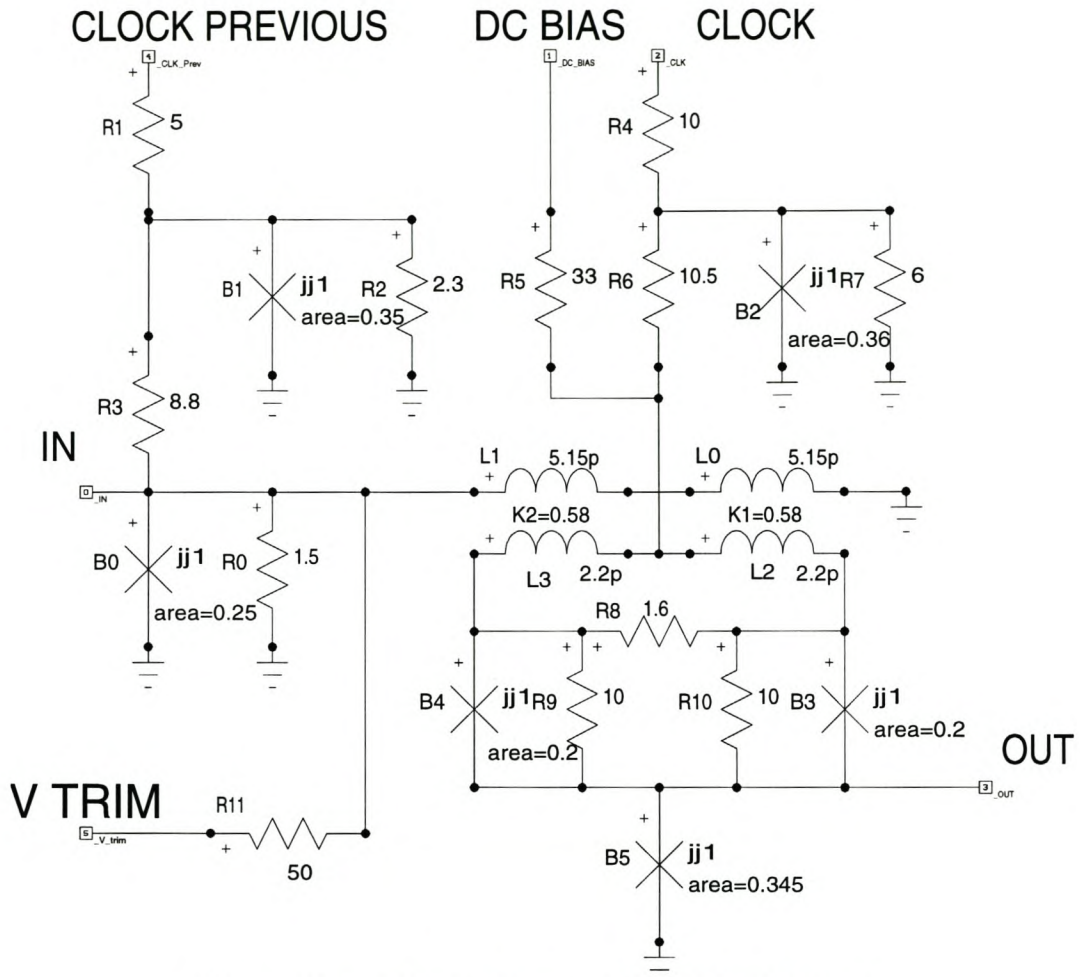 CLOCK PREVIOUS DC BIAS CLOCK
4 _CLK_Prev 1 _DC_BIAS 2 _CLK
+ +
R1 5 R4 10
+ + + + + +
B1 jj1 R2 2.3 R5 33 R6 10.5 B2 jj1 R7 6
area=0.35 area=0.36
+
R3 8.8
IN L1 5.15p L0 5.15p
0 _IN + +
+ + K2=0.58 K1=0.58
B0 jj1 R0 1.5 + +
area=0.25 L3 2.2p L2 2.2p
R8 1.6
+ + + + +
B4 jj1 R9 10 R10 10 B3 jj1
area=0.2 area=0.2
OUT
3 _OUT
V TRIM R11
5 _V_trim + +
50 B5 jj1
area=0.345